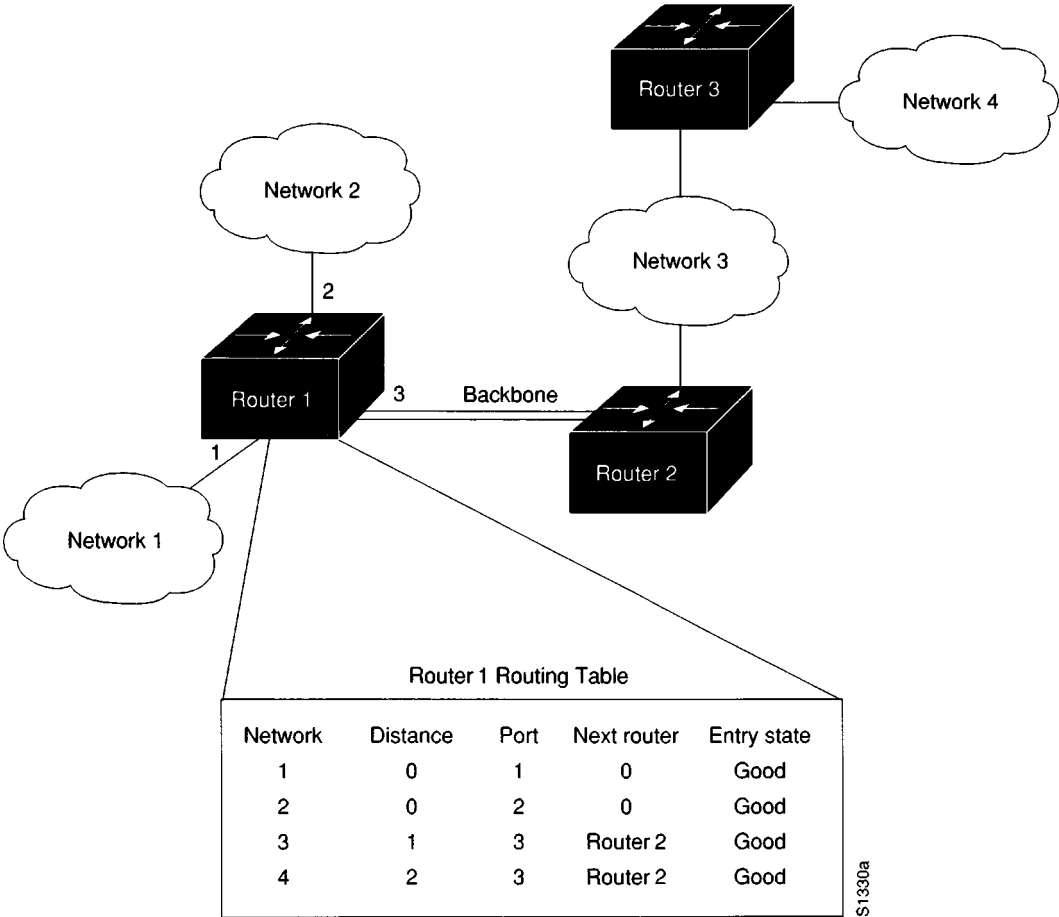 Router 3
Network 4
Network 2
Network 3
2
Router 1
3
Backbone
1
Router 2
Network 1
Router 1 Routing Table
Network Distance Port Next router Entry state
1 0 1 0 Good
2 0 2 0 Good
3 1 3 Router 2 Good
4 2 3 Router 2 Good
S1330a